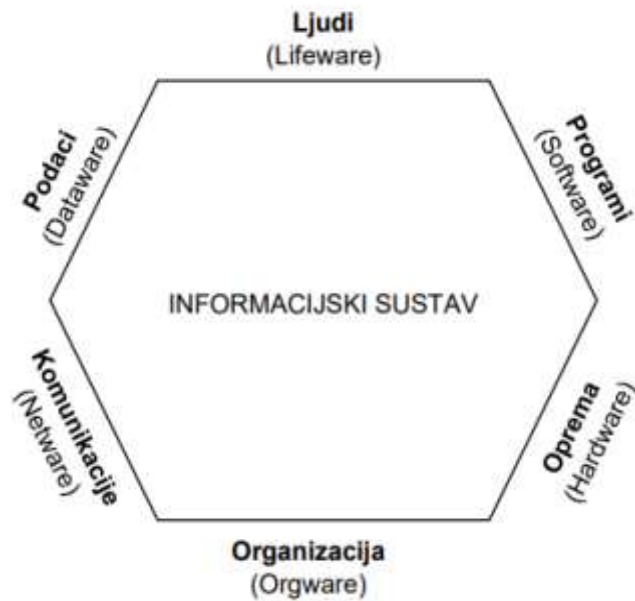 Ljudi
(Lifeware)
Podaci
(Dataware)
Programi
(Software)
INFORMACIJSKI SUSTAV
Komunikacije
(Netware)
Oprema
(Hardware)
Organizacija
(Orgware)